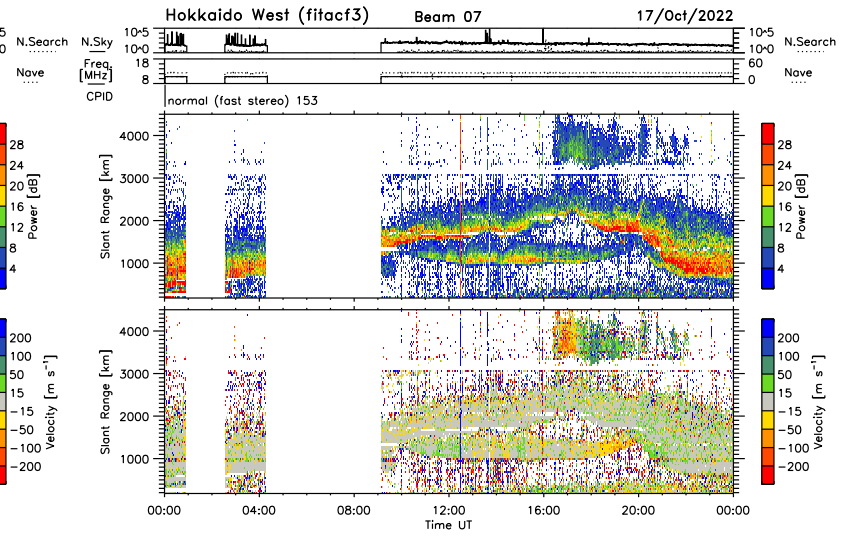 Hokkaido West (fitacf3) Beam 07 17/Oct/2022
5 N.Search N.Sky 10^5 10^0 10^5 10^0 N.Search
0
Nave Freq. [MHz] 18 8 60 0 Nave
CPID normal (fast stereo) 153
28 24 20 16 12 8 4 Power [dB]
Slant Range [km] 4000 3000 2000 1000
28 24 20 16 12 8 4 Power [dB]
200 100 50 15 -15 -50 -100 -200 Velocity [m s⁻¹]
Slant Range [km] 4000 3000 2000 1000
200 100 50 15 -15 -50 -100 -200 Velocity [m s⁻¹]
00:00 04:00 08:00 12:00 16:00 20:00 00:00
Time UT